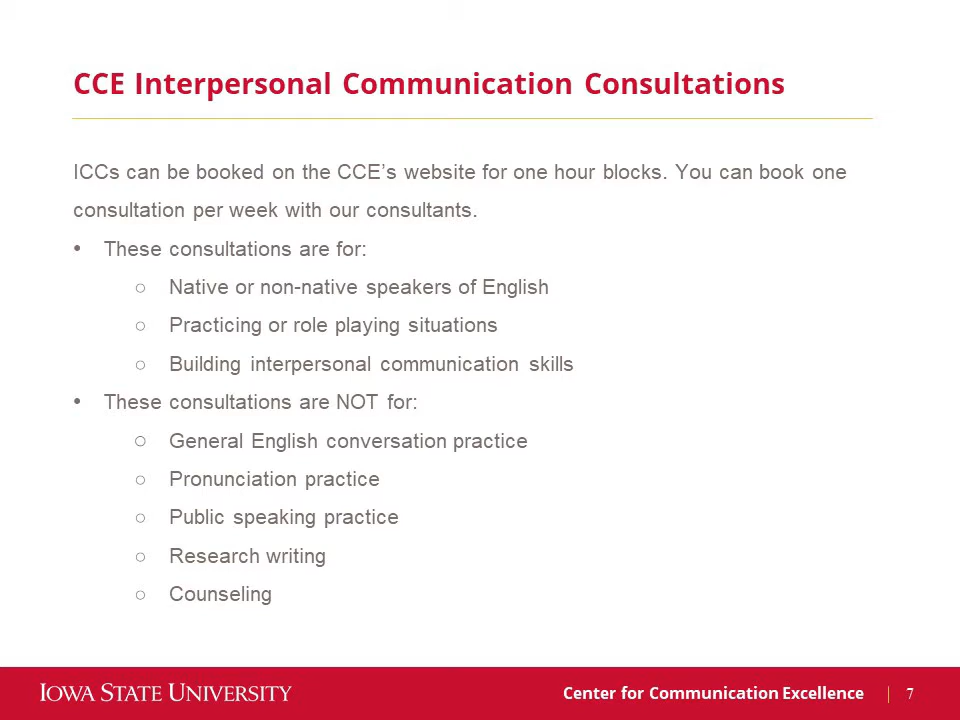 CCE Interpersonal Communication Consultations
ICCs can be booked on the CCE’s website for one hour blocks. You can book one
consultation per week with our consultants.
• These consultations are for:
○ Native or non-native speakers of English
○ Practicing or role playing situations
○ Building interpersonal communication skills
• These consultations are NOT for:
○ General English conversation practice
○ Pronunciation practice
○ Public speaking practice
○ Research writing
○ Counseling
IOWA STATE UNIVERSITY
Center for Communication Excellence | 7